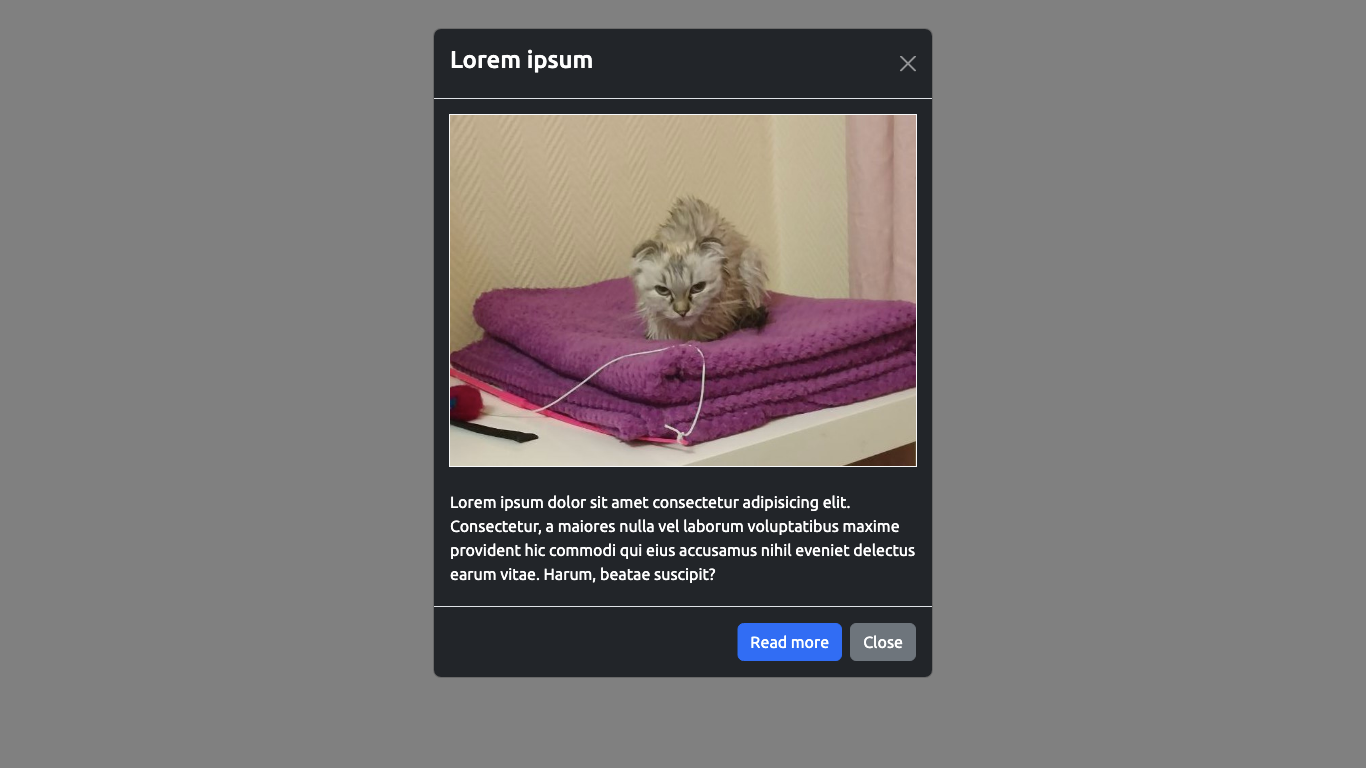 Lorem ipsum
Lorem ipsum dolor sit amet consectetur adipisicing elit.
Consectetur, a maiores nulla vel laborum voluptatibus maxime
provident hic commodi qui eius accusamus nihil eveniet delectus
earum vitae. Harum, beatae suscipit?
Read more
Close